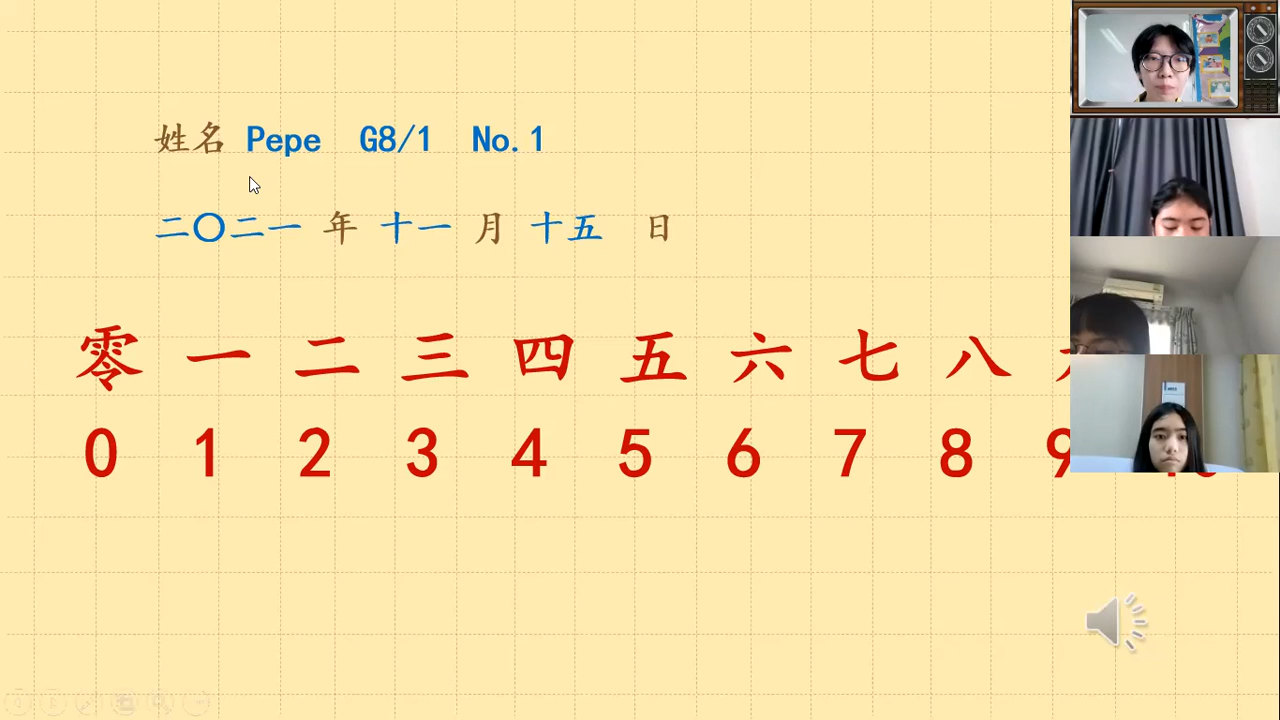 姓名 Pepe G8/1 No.1
二〇二一 年 十一 月 十五 日
零 一 二 三 四 五 六 七 八
0 1 2 3 4 5 6 7 8 9